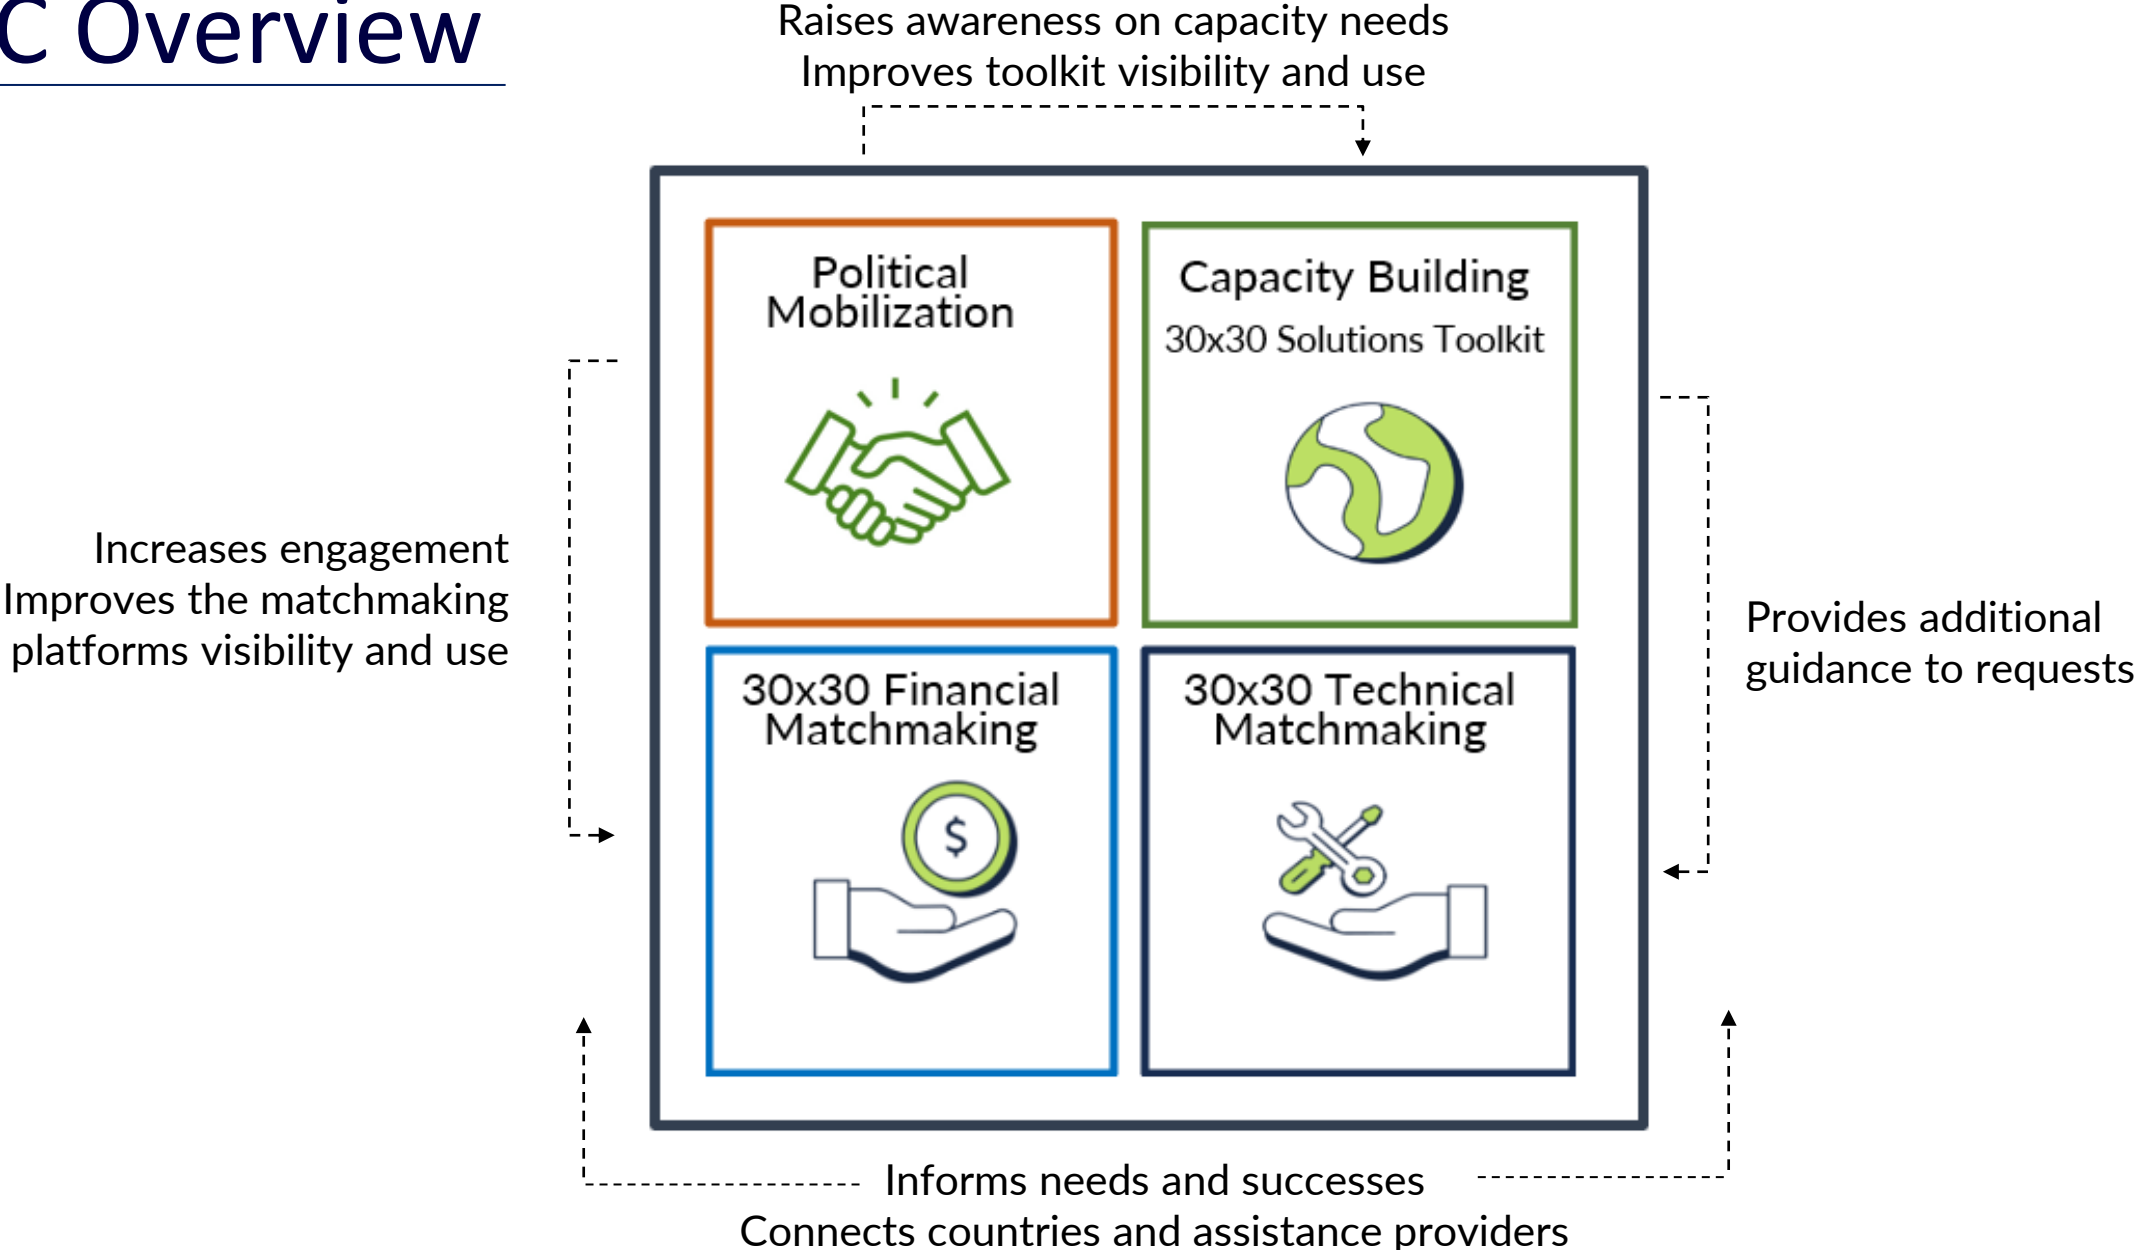 C Overview
Raises awareness on capacity needs
Improves toolkit visibility and use
Political
Mobilization
Capacity Building
30x30 Solutions Toolkit
Increases engagement
Improves the matchmaking
platforms visibility and use
Provides additional
guidance to requests
30x30 Financial
Matchmaking
$
30x30 Technical
Matchmaking
Informs needs and successes
Connects countries and assistance providers